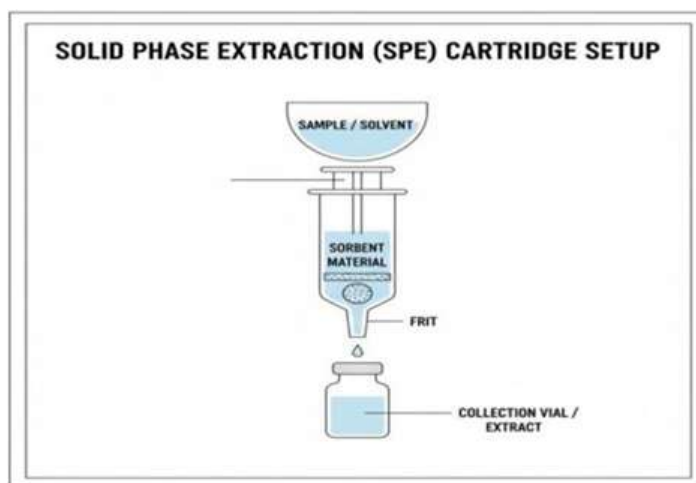 SOLID PHASE EXTRACTION (SPE) CARTRIDGE SETUP
SAMPLE / SOLVENT
SORBENT
MATERIAL
FRIT
COLLECTION VIAL /
EXTRACT